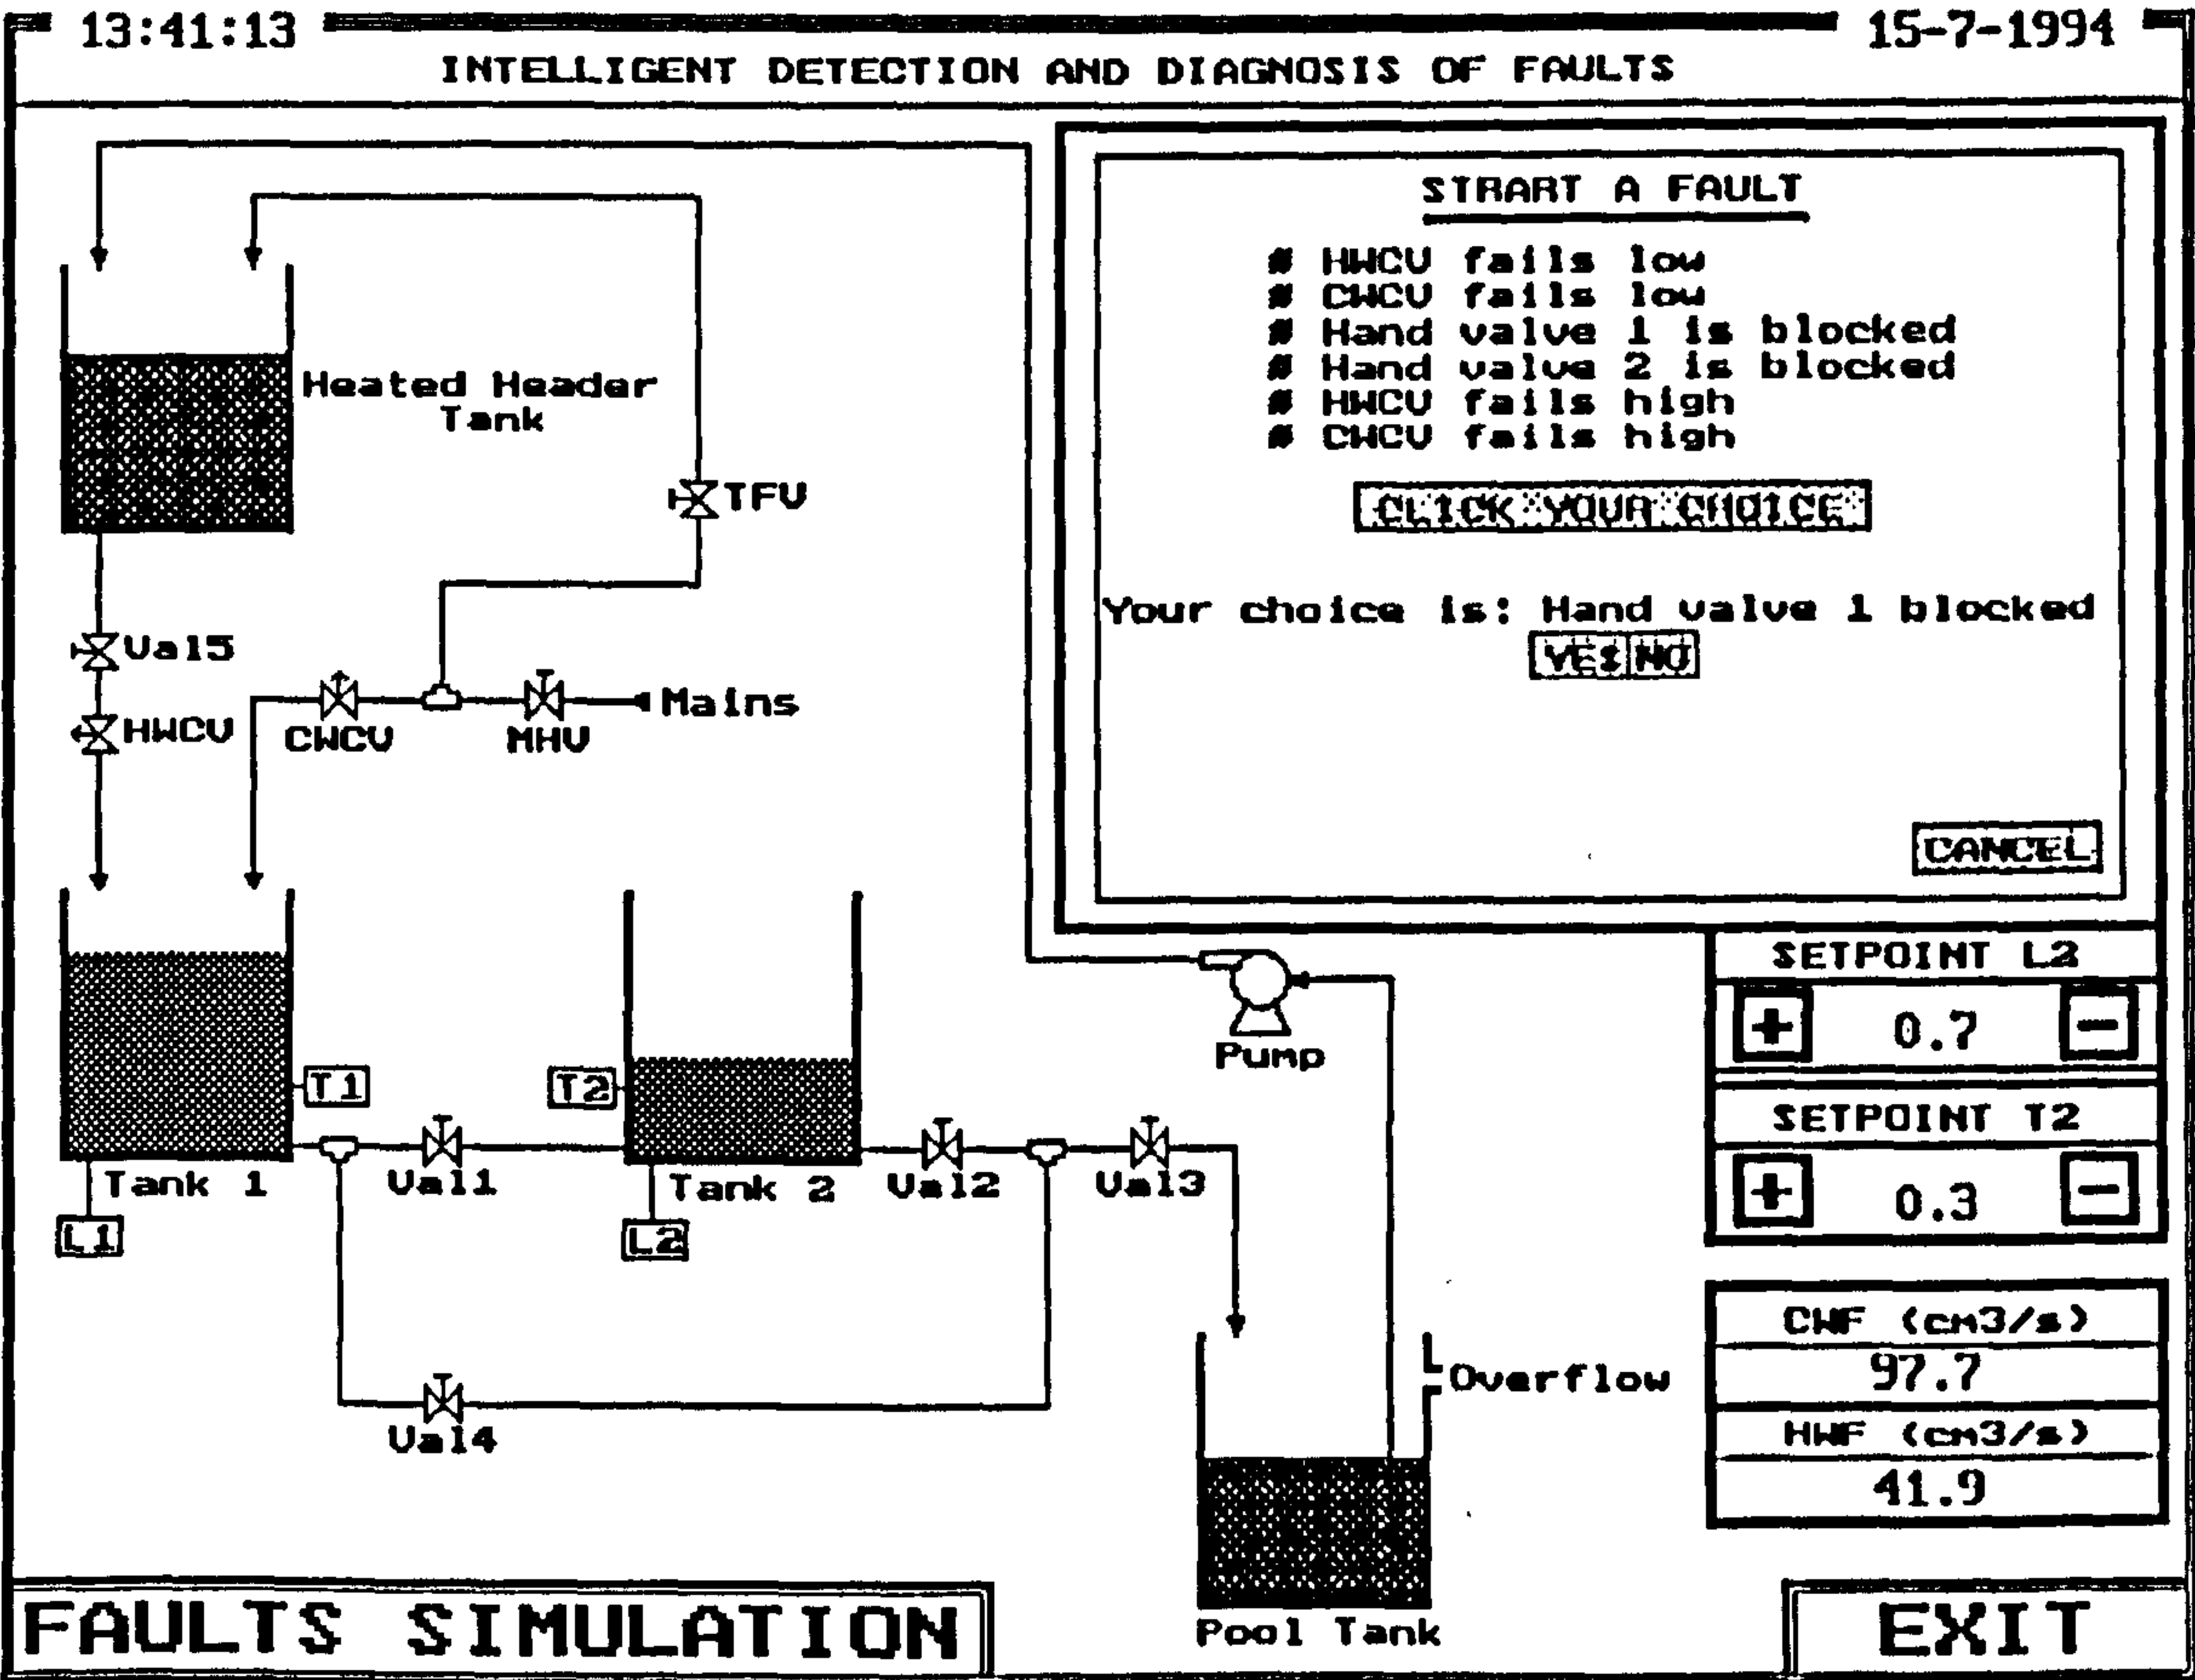 13:41:13
15-7-1994
INTELLIGENT DETECTION AND DIAGNOSIS OF FAULTS
STRART A FAULT
# HWCV fails low
# CWCV fails low
# Hand valve 1 is blocked
# Hand valve 2 is blocked
# HWCV fails high
# CWCV fails high
CLICK YOUR CHOICE
Your choice is: Hand valve 1 blocked
YES NO
CANCEL
Heated Header
Tank
TFV
Val5
HWCV
CWCV
MHV
Mains
T1
T2
Tank 1
Val1
Tank 2
Val2
Val3
L1
L2
Val4
Pump
SETPOINT L2
+ 0.7 -
SETPOINT T2
+ 0.3 -
CWF (cm3/s)
97.7
HWF (cm3/s)
41.9
Overflow
Pool Tank
FAULTS SIMULATION
EXIT